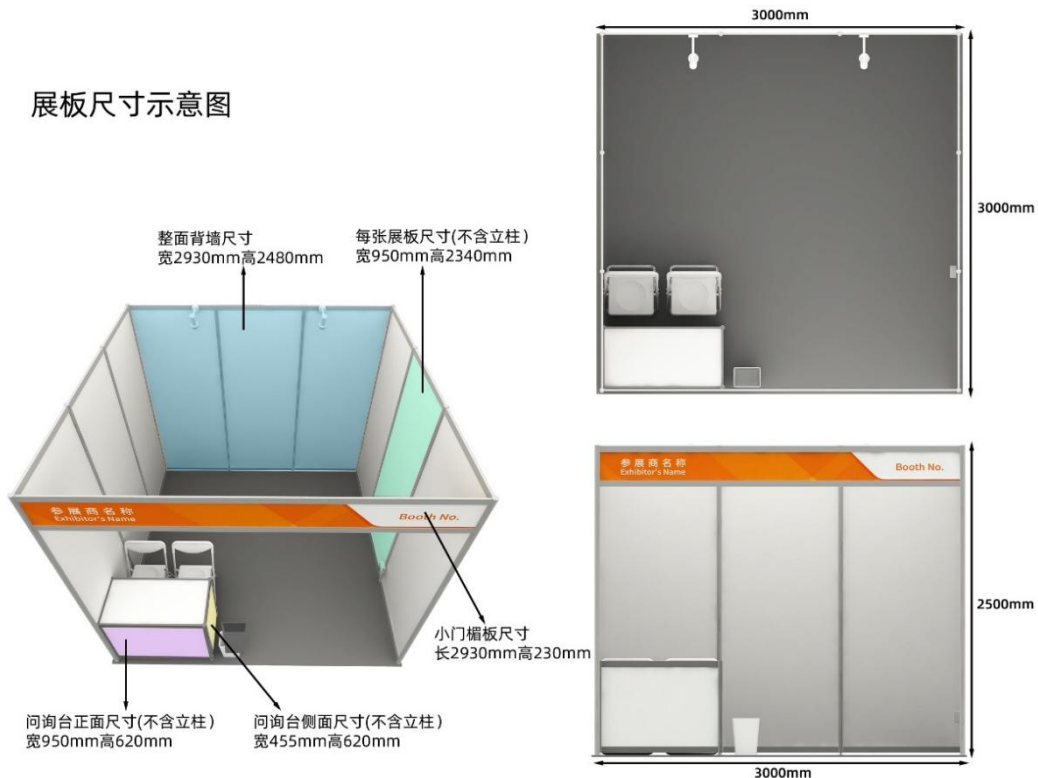 展板尺寸示意图
整面背墙尺寸
宽2930mm高2480mm
每张展板尺寸(不含立柱)
宽950mm高2340mm
参展商名称
Exhibitor's Name
Booth No.
小门楣板尺寸
长2930mm高230mm
问询台正面尺寸(不含立柱)
宽950mm高620mm
问询台侧面尺寸(不含立柱)
宽455mm高620mm
3000mm
3000mm
参展商名称
Exhibitor's Name
Booth No.
2500mm
3000mm